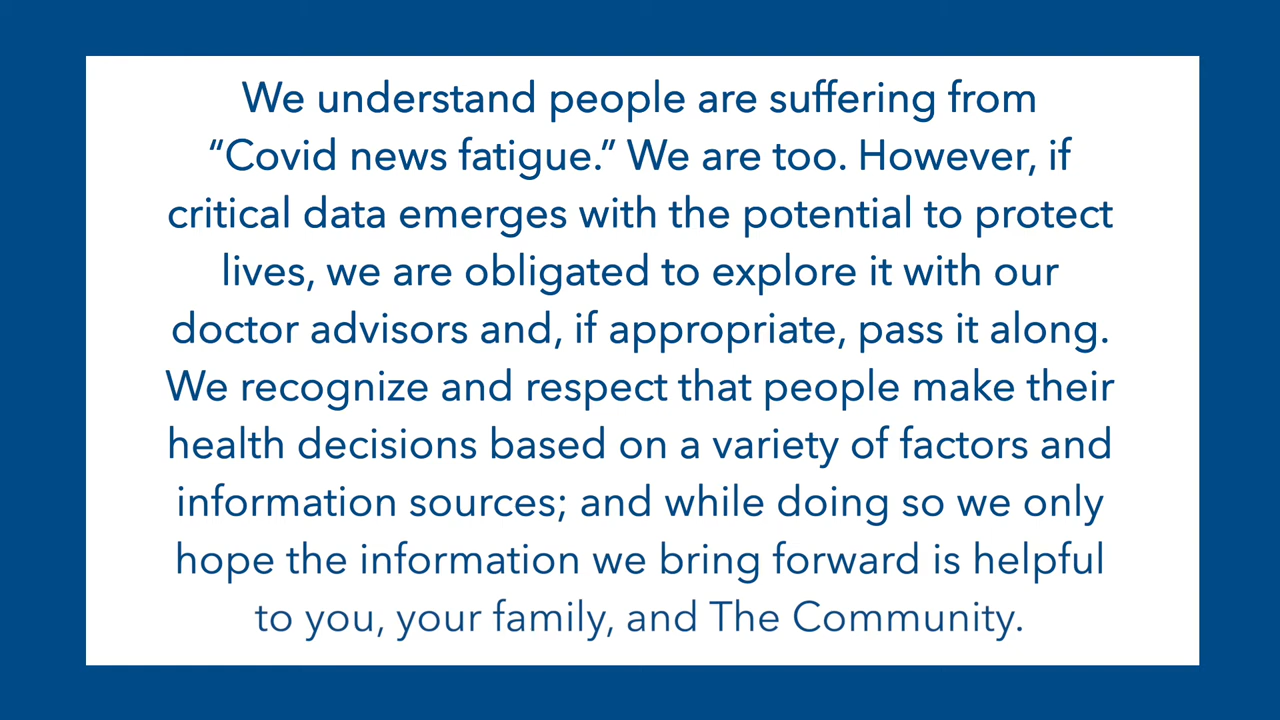 We understand people are suffering from
“Covid news fatigue.” We are too. However, if
critical data emerges with the potential to protect
lives, we are obligated to explore it with our
doctor advisors and, if appropriate, pass it along.
We recognize and respect that people make their
health decisions based on a variety of factors and
information sources; and while doing so we only
hope the information we bring forward is helpful
to you, your family, and The Community.